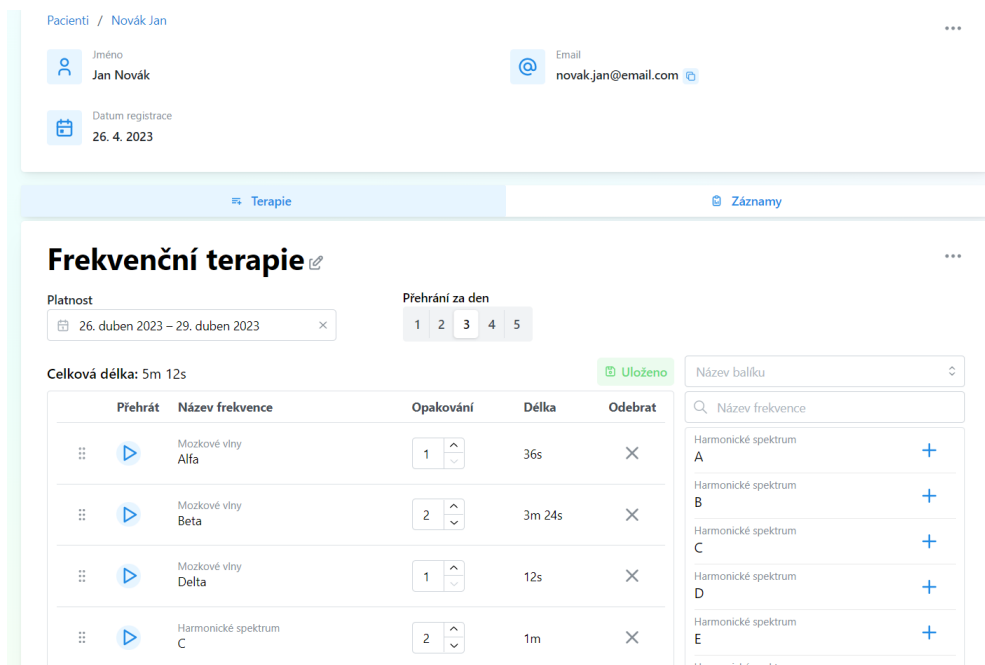 Pacienti / Novák Jan
Jméno
Jan Novák
Email
novak.jan@email.com
Datum registrace
26. 4. 2023
Terapie
Záznamy
Frekvenční terapie
Platnost
26. duben 2023 – 29. duben 2023
Přehrání za den
1 2 3 4 5
Celková délka: 5m 12s
Uloženo
Název balíku
Přehrát Název frekvence Opakování Délka Odebrat
Název frekvence
Mozkové vlny
Alfa
1
36s
Mozkové vlny
Beta
2
3m 24s
Mozkové vlny
Delta
1
12s
Harmonické spektrum
C
2
1m
Harmonické spektrum
A
Harmonické spektrum
B
Harmonické spektrum
C
Harmonické spektrum
D
Harmonické spektrum
E